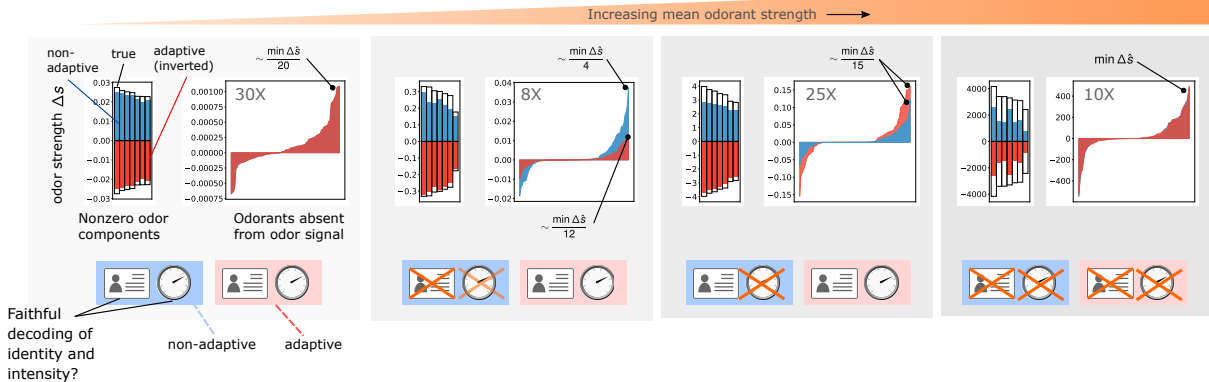 Increasing mean odorant strength
non-
adaptive
true
adaptive
(inverted)
∼ min Δŝ / 20
∼ min Δŝ / 4
∼ min Δŝ / 15
min Δŝ
odor strength Δs
0.03
0.02
0.01
0.00
−0.01
−0.02
−0.03
30X
0.00100
0.00075
0.00050
0.00025
0.00000
−0.00025
−0.00050
−0.00075
0.3
0.2
0.1
0.0
−0.1
−0.2
−0.3
8X
0.04
0.02
0.00
−0.02
−0.04
4
3
2
1
0
−1
−2
−3
−4
25X
0.15
0.10
0.05
0.00
−0.05
−0.10
−0.15
4000
2000
0
−2000
−4000
10X
400
200
0
−200
−400
Nonzero odor
components
Odorants absent
from odor signal
∼ min Δŝ / 12
Faithful
decoding of
identity and
intensity?
non-adaptive
adaptive